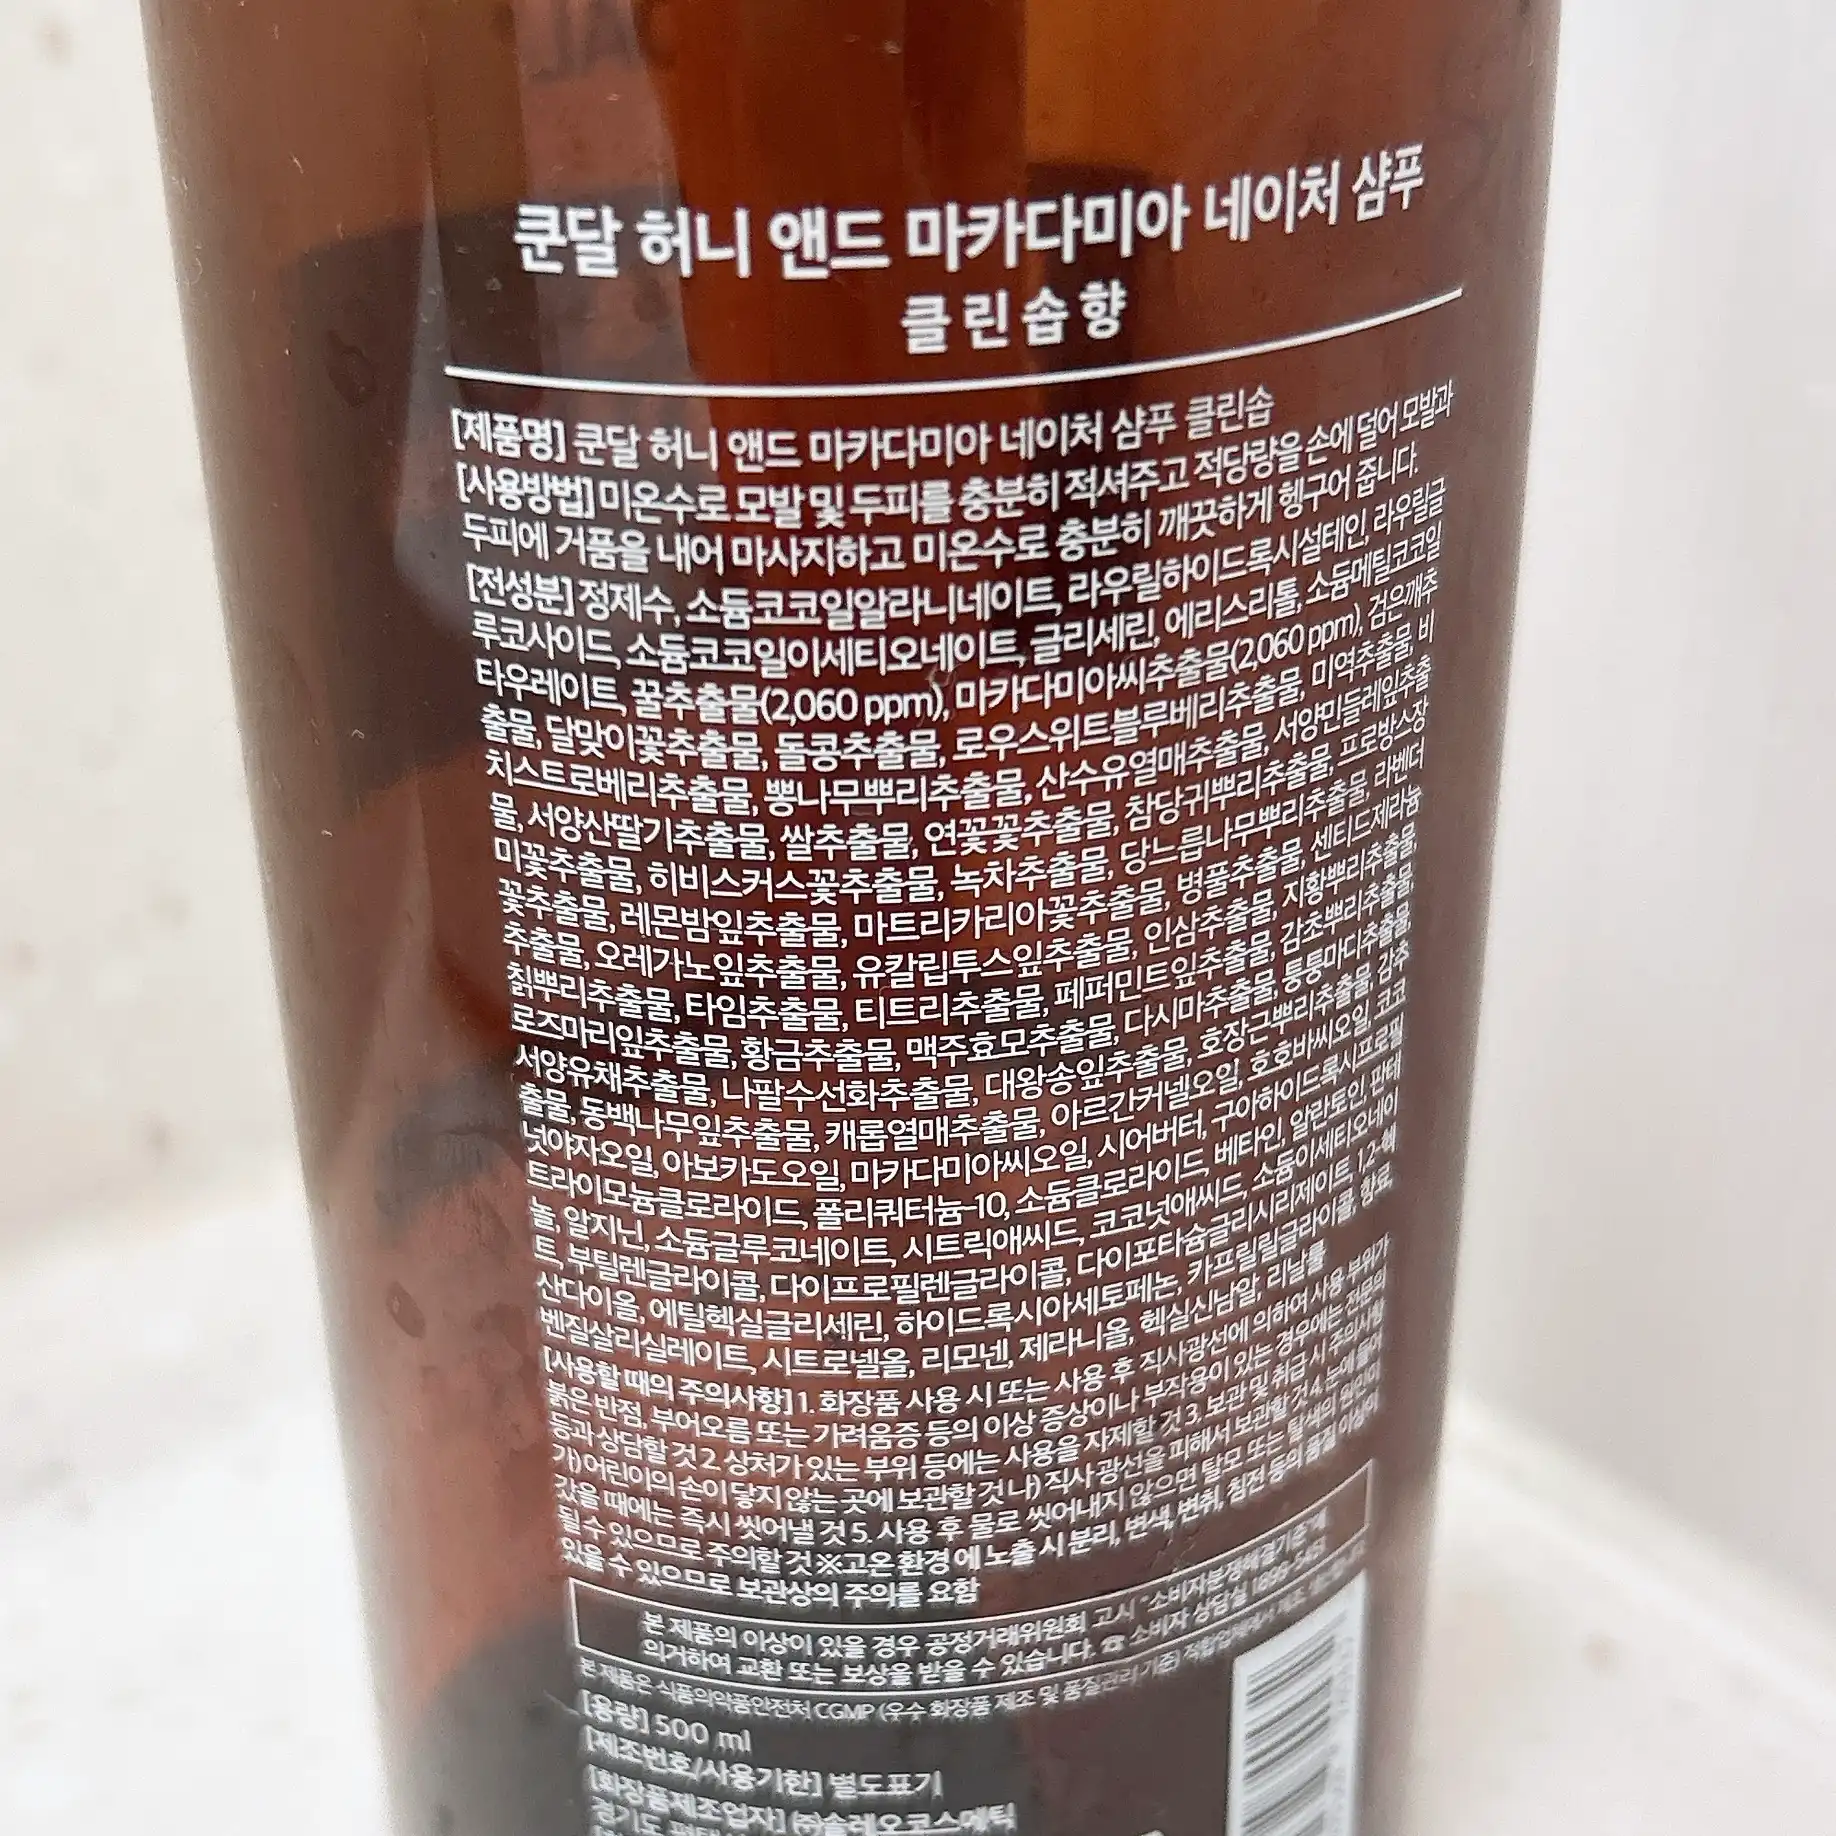 쿤달 허니 앤드 마카다미아 네이처 샴푸
클린솝향
[제품명] 쿤달 허니 앤드 마카다미아 네이처 샴푸 클린솝
[사용방법] 미온수로 모발 및 두피를 충분히 적셔주고 적당량을 손에 덜어 모발과
두피에 거품을 내어 마사지하고 미온수로 충분히 깨끗하게 헹구어 줍니다.
[전성분] 정제수, 소듐코코일알라니네이트, 라우릴하이드록시설테인, 라우릴글
루코사이드, 소듐코코일이세티오네이트, 글리세린, 에리스리톨, 소듐메틸코코일
타우레이트, 꿀추출물(2,060 ppm), 마카다미아씨추출물(2,060 ppm), 검은깨추
출물, 달맞이꽃추출물, 돌콩추출물, 로우스위트블루베리추출물, 미역추출물, 비
치스트로베리추출물, 뽕나무뿌리추출물, 산수유열매추출물, 서양민들레잎추출
물, 서양산딸기추출물, 쌀추출물, 연꽃꽃추출물, 참당귀뿌리추출물, 프로방스장
미꽃추출물, 히비스커스꽃추출물, 녹차추출물, 당느릅나무뿌리추출물, 라벤더
꽃추출물, 레몬밤잎추출물, 마트리카리아꽃추출물, 병풀추출물, 센티드제라늄
추출물, 오레가노잎추출물, 유칼립투스잎추출물, 인삼추출물, 지황뿌리추출물,
칡뿌리추출물, 타임추출물, 티트리추출물, 페퍼민트잎추출물, 감초뿌리추출물,
로즈마리잎추출물, 황금추출물, 맥주효모추출물, 다시마추출물, 퉁퉁마디추출물,
서양유채추출물, 나팔수선화추출물, 대왕송잎추출물, 호장근뿌리추출물, 감추
출물, 동백나무잎추출물, 캐롭열매추출물, 아르간커넬오일, 호호바씨오일, 코코
넛야자오일, 아보카도오일, 마카다미아씨오일, 시어버터, 구아하이드록시프로필
트라이모늄클로라이드, 폴리쿼터늄-10, 소듐클로라이드, 베타인, 알란토인, 판테
놀, 알지닌, 소듐글루코네이트, 시트릭애씨드, 코코넛애씨드, 소듐이세티오네이
트, 부틸렌글라이콜, 다이프로필렌글라이콜, 다이포타슘글리시리제이트, 1,2-헥
산다이올, 에틸헥실글리세린, 하이드록시아세토페논, 카프릴릴글라이콜, 향료,
벤질살리실레이트, 시트로넬올, 리모넨, 제라니올, 헥실신남알, 리날룰
[사용할 때의 주의사항] 1. 화장품 사용 시 또는 사용 후 직사광선에 의하여 사용 부위가
붉은 반점, 부어오름 또는 가려움증 등의 이상 증상이나 부작용이 있는 경우에는 전문의
등과 상담할 것 2. 상처가 있는 부위 등에는 사용을 자제할 것 3. 보관 및 취급 시 주의사항
가) 어린이의 손이 닿지 않는 곳에 보관할 것 나) 직사광선을 피해서 보관할 것 4. 눈에 들어
갔을 때에는 즉시 씻어낼 것 5. 사용 후 물로 씻어내지 않으면 탈모 또는 탈색의 원인이
될 수 있으므로 주의할 것 ※고온 환경에 노출 시 분리, 변색, 변취, 침전 등의 품질 이상이
있을 수 있으므로 보관상의 주의를 요함
본 제품의 이상이 있을 경우 공정거래위원회 고시 "소비자분쟁해결기준"에
의거하여 교환 또는 보상을 받을 수 있습니다. ☎ 소비자 상담실 1899-5451
본 제품은 식품의약품안전처 CGMP (우수 화장품 제조 및 품질관리 기준) 적합업체에서 제조
[용량] 500 ml
[제조번호/사용기한] 별도표기
[화장품제조업자] ㈜솔레오코스메틱
경기도 평택